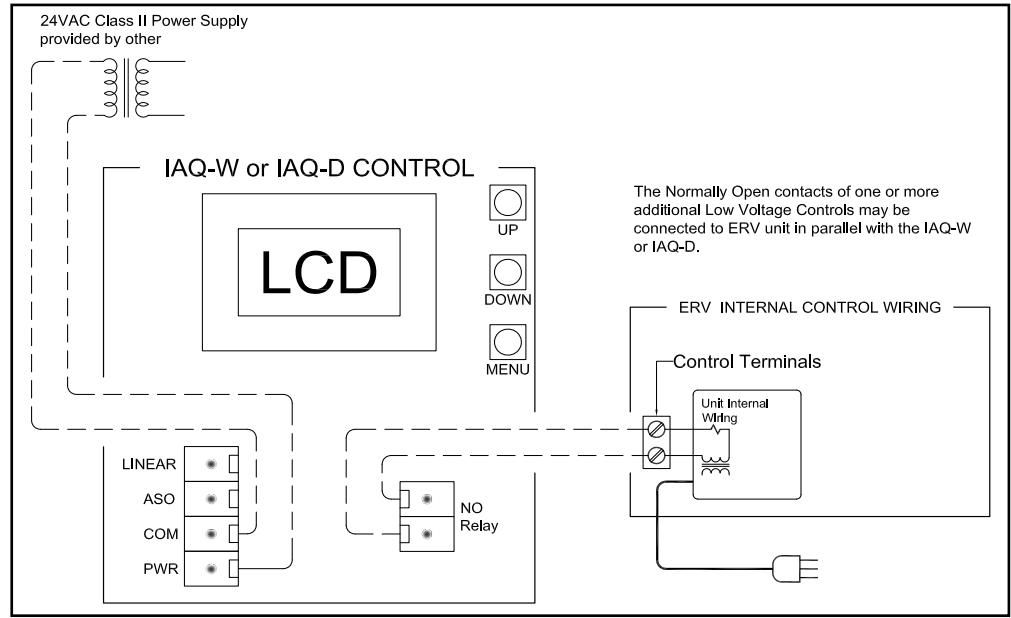 24VAC Class II Power Supply
provided by other
IAQ-W or IAQ-D CONTROL
LCD
UP
DOWN
MENU
The Normally Open contacts of one or more
additional Low Voltage Controls may be
connected to ERV unit in parallel with the IAQ-W
or IAQ-D.
ERV INTERNAL CONTROL WIRING
Control Terminals
Unit Internal
Wiring
LINEAR
ASO
COM
PWR
NO
Relay